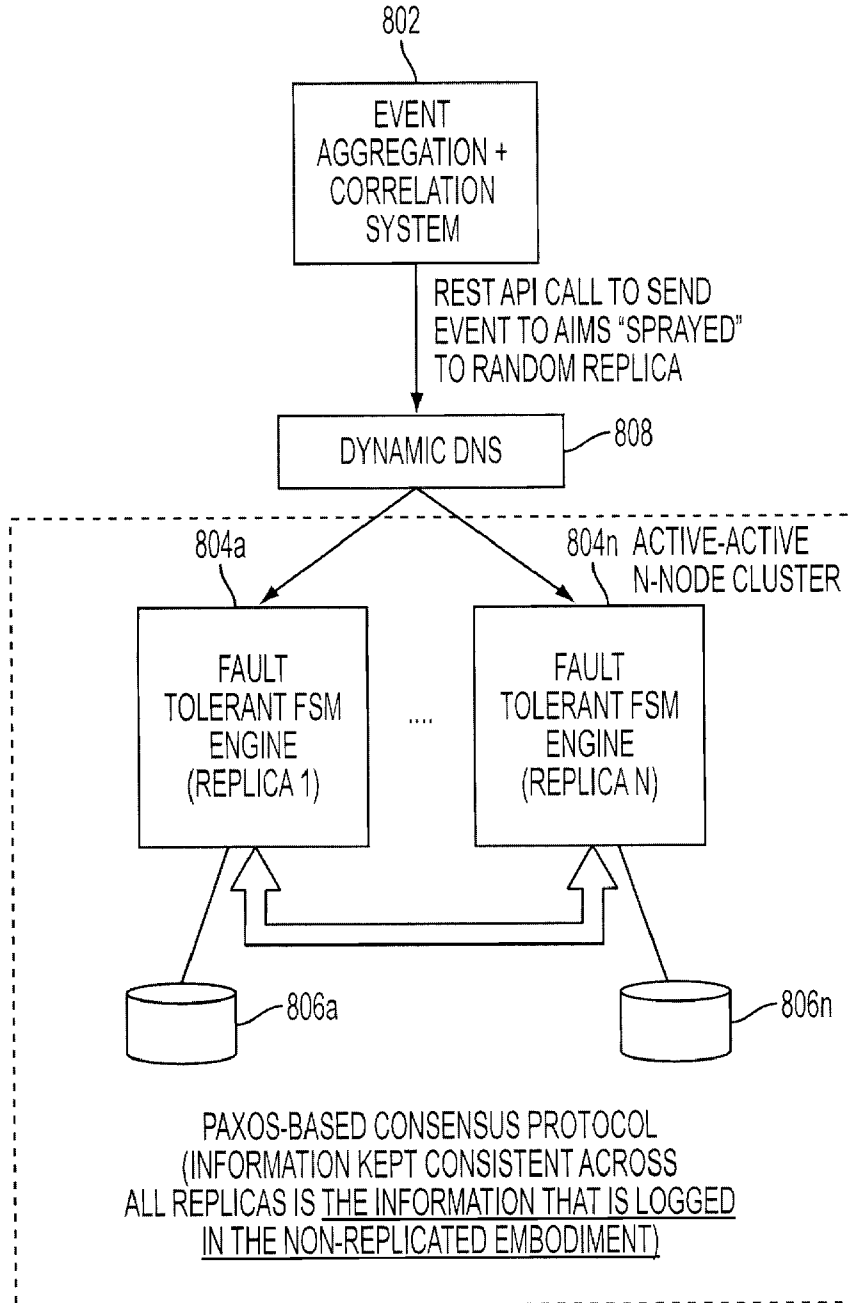 802
EVENT
AGGREGATION +
CORRELATION
SYSTEM
REST API CALL TO SEND
EVENT TO AIMS “SPRAYED”
TO RANDOM REPLICA
DYNAMIC DNS
808
804a
804n ACTIVE-ACTIVE
N-NODE CLUSTER
FAULT
TOLERANT FSM
ENGINE
(REPLICA 1)
....
FAULT
TOLERANT FSM
ENGINE
(REPLICA N)
806a
806n
PAXOS-BASED CONSENSUS PROTOCOL
(INFORMATION KEPT CONSISTENT ACROSS
ALL REPLICAS IS THE INFORMATION THAT IS LOGGED
IN THE NON-REPLICATED EMBODIMENT)